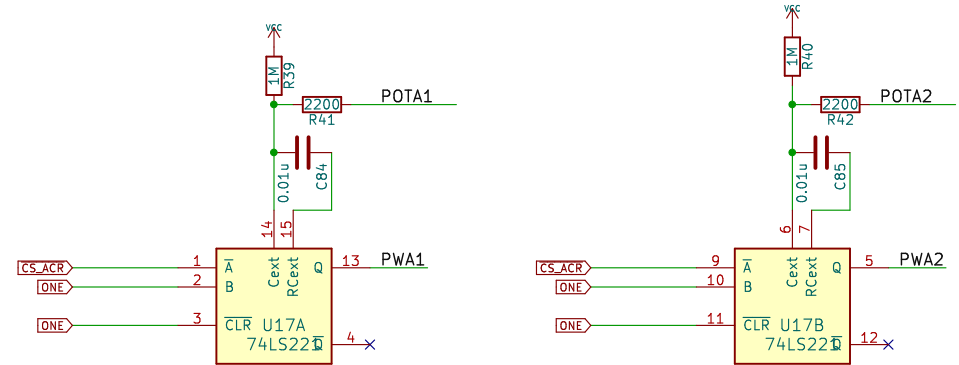 VCC
1M
R39
2200
POTA1
R41
0.01u
C84
14
15
CS_ACR
1
A
Cext
RCext
Q
13
PWA1
ONE
2
B
ONE
3
CLR
U17A
74LS221
Q
4
VCC
1M
R40
2200
POTA2
R42
0.01u
C85
6
7
CS_ACR
9
A
Cext
RCext
Q
5
PWA2
ONE
10
B
ONE
11
CLR
U17B
74LS221
Q
12